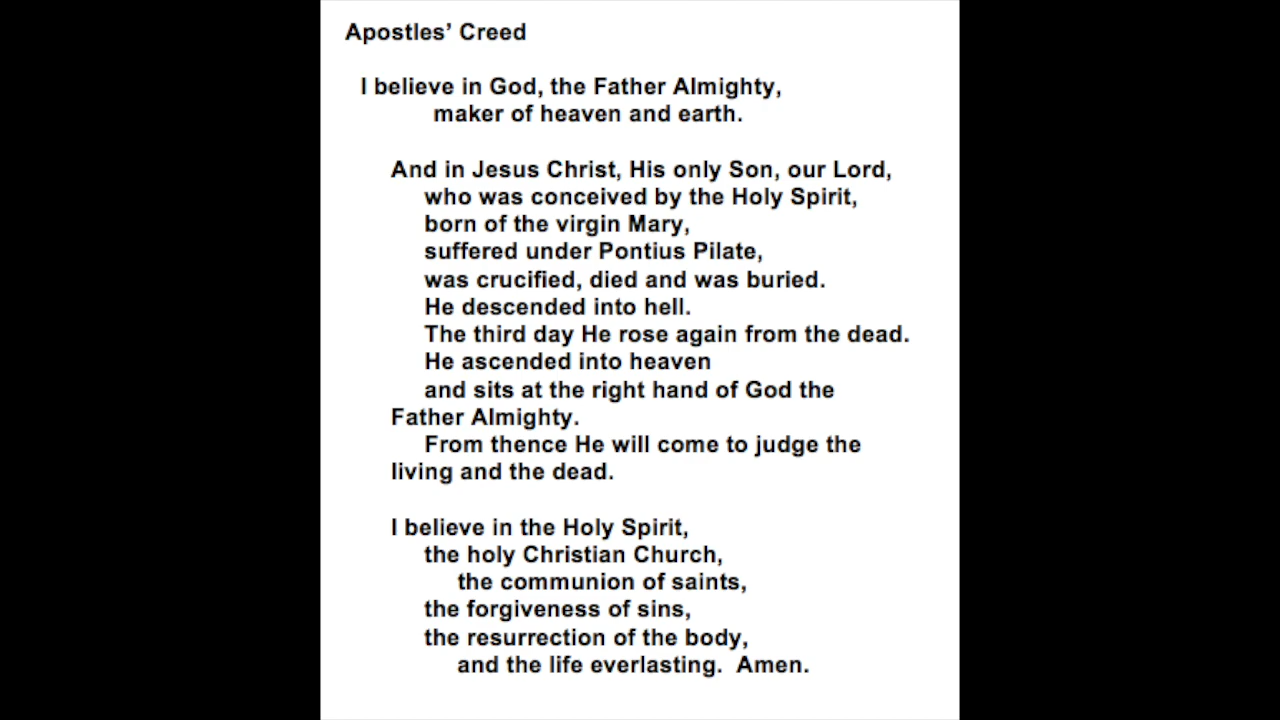 Apostles’ Creed
I believe in God, the Father Almighty,
maker of heaven and earth.
And in Jesus Christ, His only Son, our Lord,
who was conceived by the Holy Spirit,
born of the virgin Mary,
suffered under Pontius Pilate,
was crucified, died and was buried.
He descended into hell.
The third day He rose again from the dead.
He ascended into heaven
and sits at the right hand of God the
Father Almighty.
From thence He will come to judge the
living and the dead.
I believe in the Holy Spirit,
the holy Christian Church,
the communion of saints,
the forgiveness of sins,
the resurrection of the body,
and the life everlasting.  Amen.